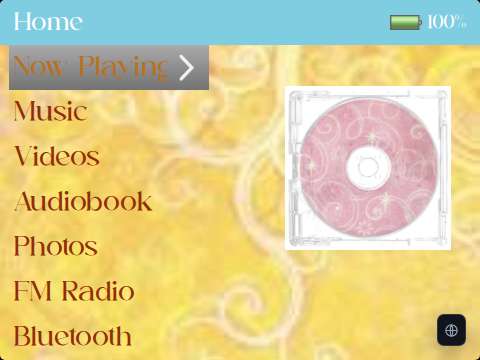 Home
100%
Now Playing
Music
Videos
Audiobook
Photos
FM Radio
Bluetooth